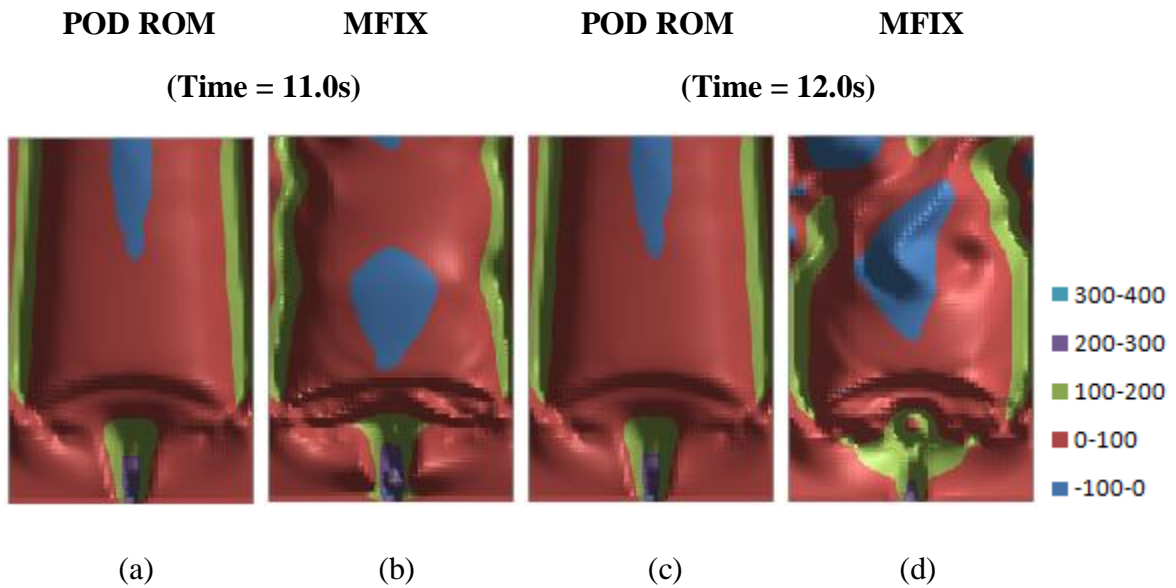 POD ROM MFIX POD ROM MFIX
(Time = 11.0s) (Time = 12.0s)
300-400
200-300
100-200
0-100
-100-0
(a) (b) (c) (d)